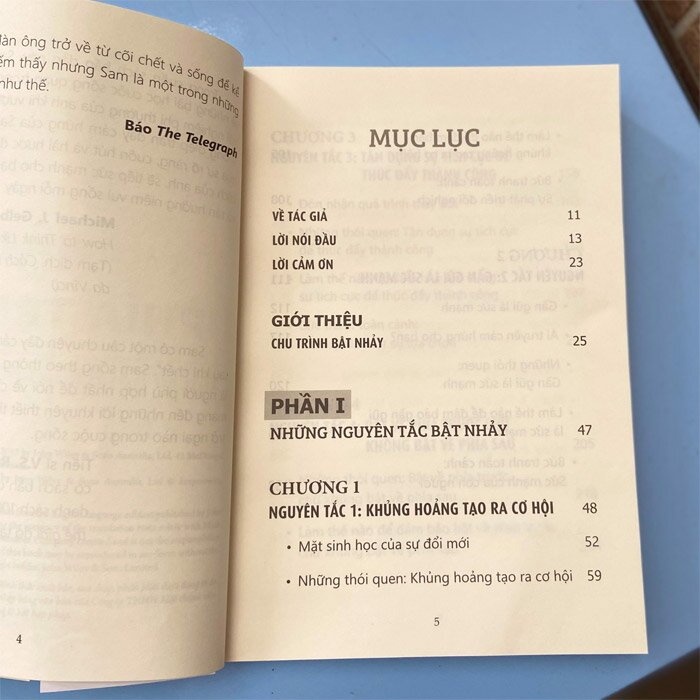 àn ông trở về từ cõi chết và sống để kể
ếm thấy nhưng Sam là một trong những
như thế.
Báo The Telegraph
4
MỤC LỤC
VỀ TÁC GIẢ 11
LỜI NÓI ĐẦU 13
LỜI CẢM ƠN 23
GIỚI THIỆU
CHU TRÌNH BẬT NHẢY 25
PHẦN I
NHỮNG NGUYÊN TẮC BẬT NHẢY 47
CHƯƠNG 1
NGUYÊN TẮC 1: KHỦNG HOẢNG TẠO RA CƠ HỘI 48
• Mặt sinh học của sự đổi mới 52
• Những thói quen: Khủng hoảng tạo ra cơ hội 59
5